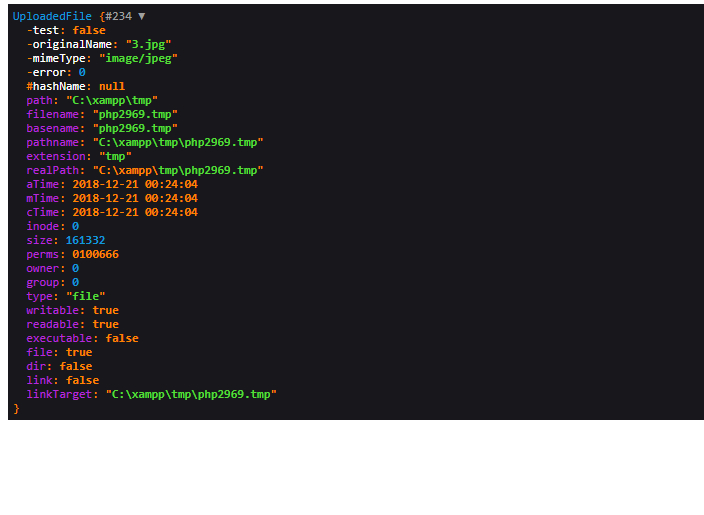 UploadedFile {#234 ▼
-test: false
-originalName: "3.jpg"
-mimeType: "image/jpeg"
-error: 0
#hashName: null
path: "C:\xampp\tmp"
filename: "php2969.tmp"
basename: "php2969.tmp"
pathname: "C:\xampp\tmp\php2969.tmp"
extension: "tmp"
realPath: "C:\xampp\tmp\php2969.tmp"
aTime: 2018-12-21 00:24:04
mTime: 2018-12-21 00:24:04
cTime: 2018-12-21 00:24:04
inode: 0
size: 161332
perms: 0100666
owner: 0
group: 0
type: "file"
writable: true
readable: true
executable: false
file: true
dir: false
link: false
linkTarget: "C:\xampp\tmp\php2969.tmp"
}